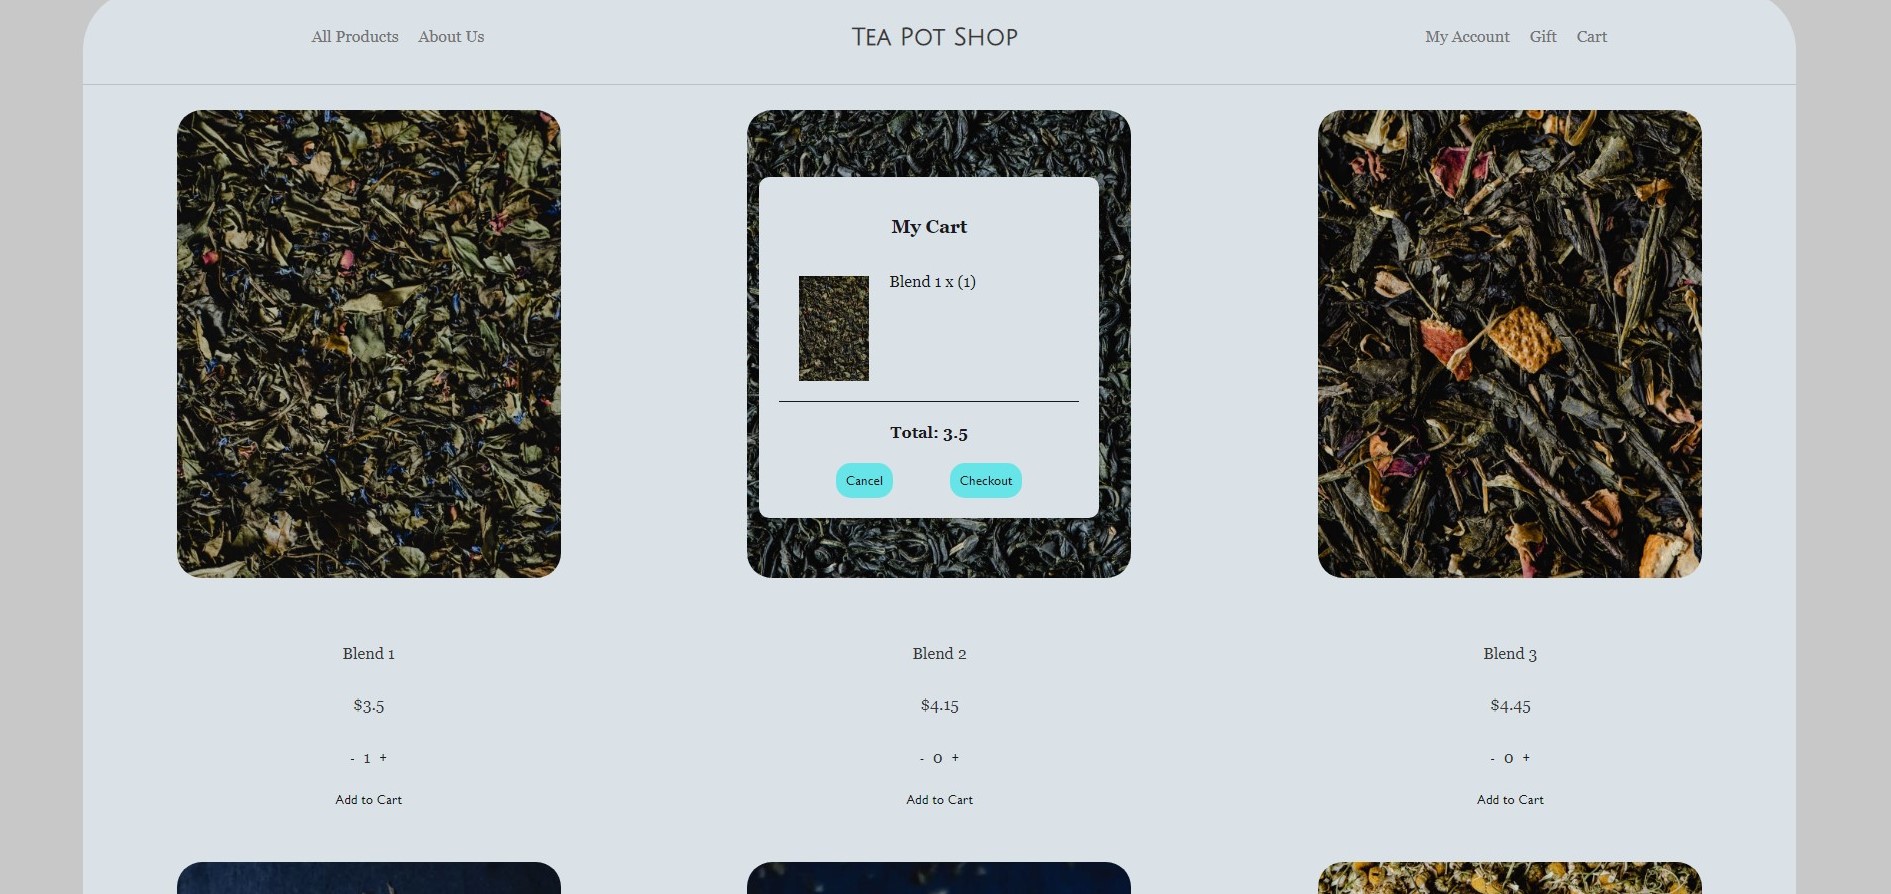 All Products About Us
TEA POT SHOP
My Account Gift Cart
My Cart
Blend 1 x (1)
Total: 3.5
Cancel Checkout
Blend 1
$3.5
- 1 +
Add to Cart
Blend 2
$4.15
- 0 +
Add to Cart
Blend 3
$4.45
- 0 +
Add to Cart